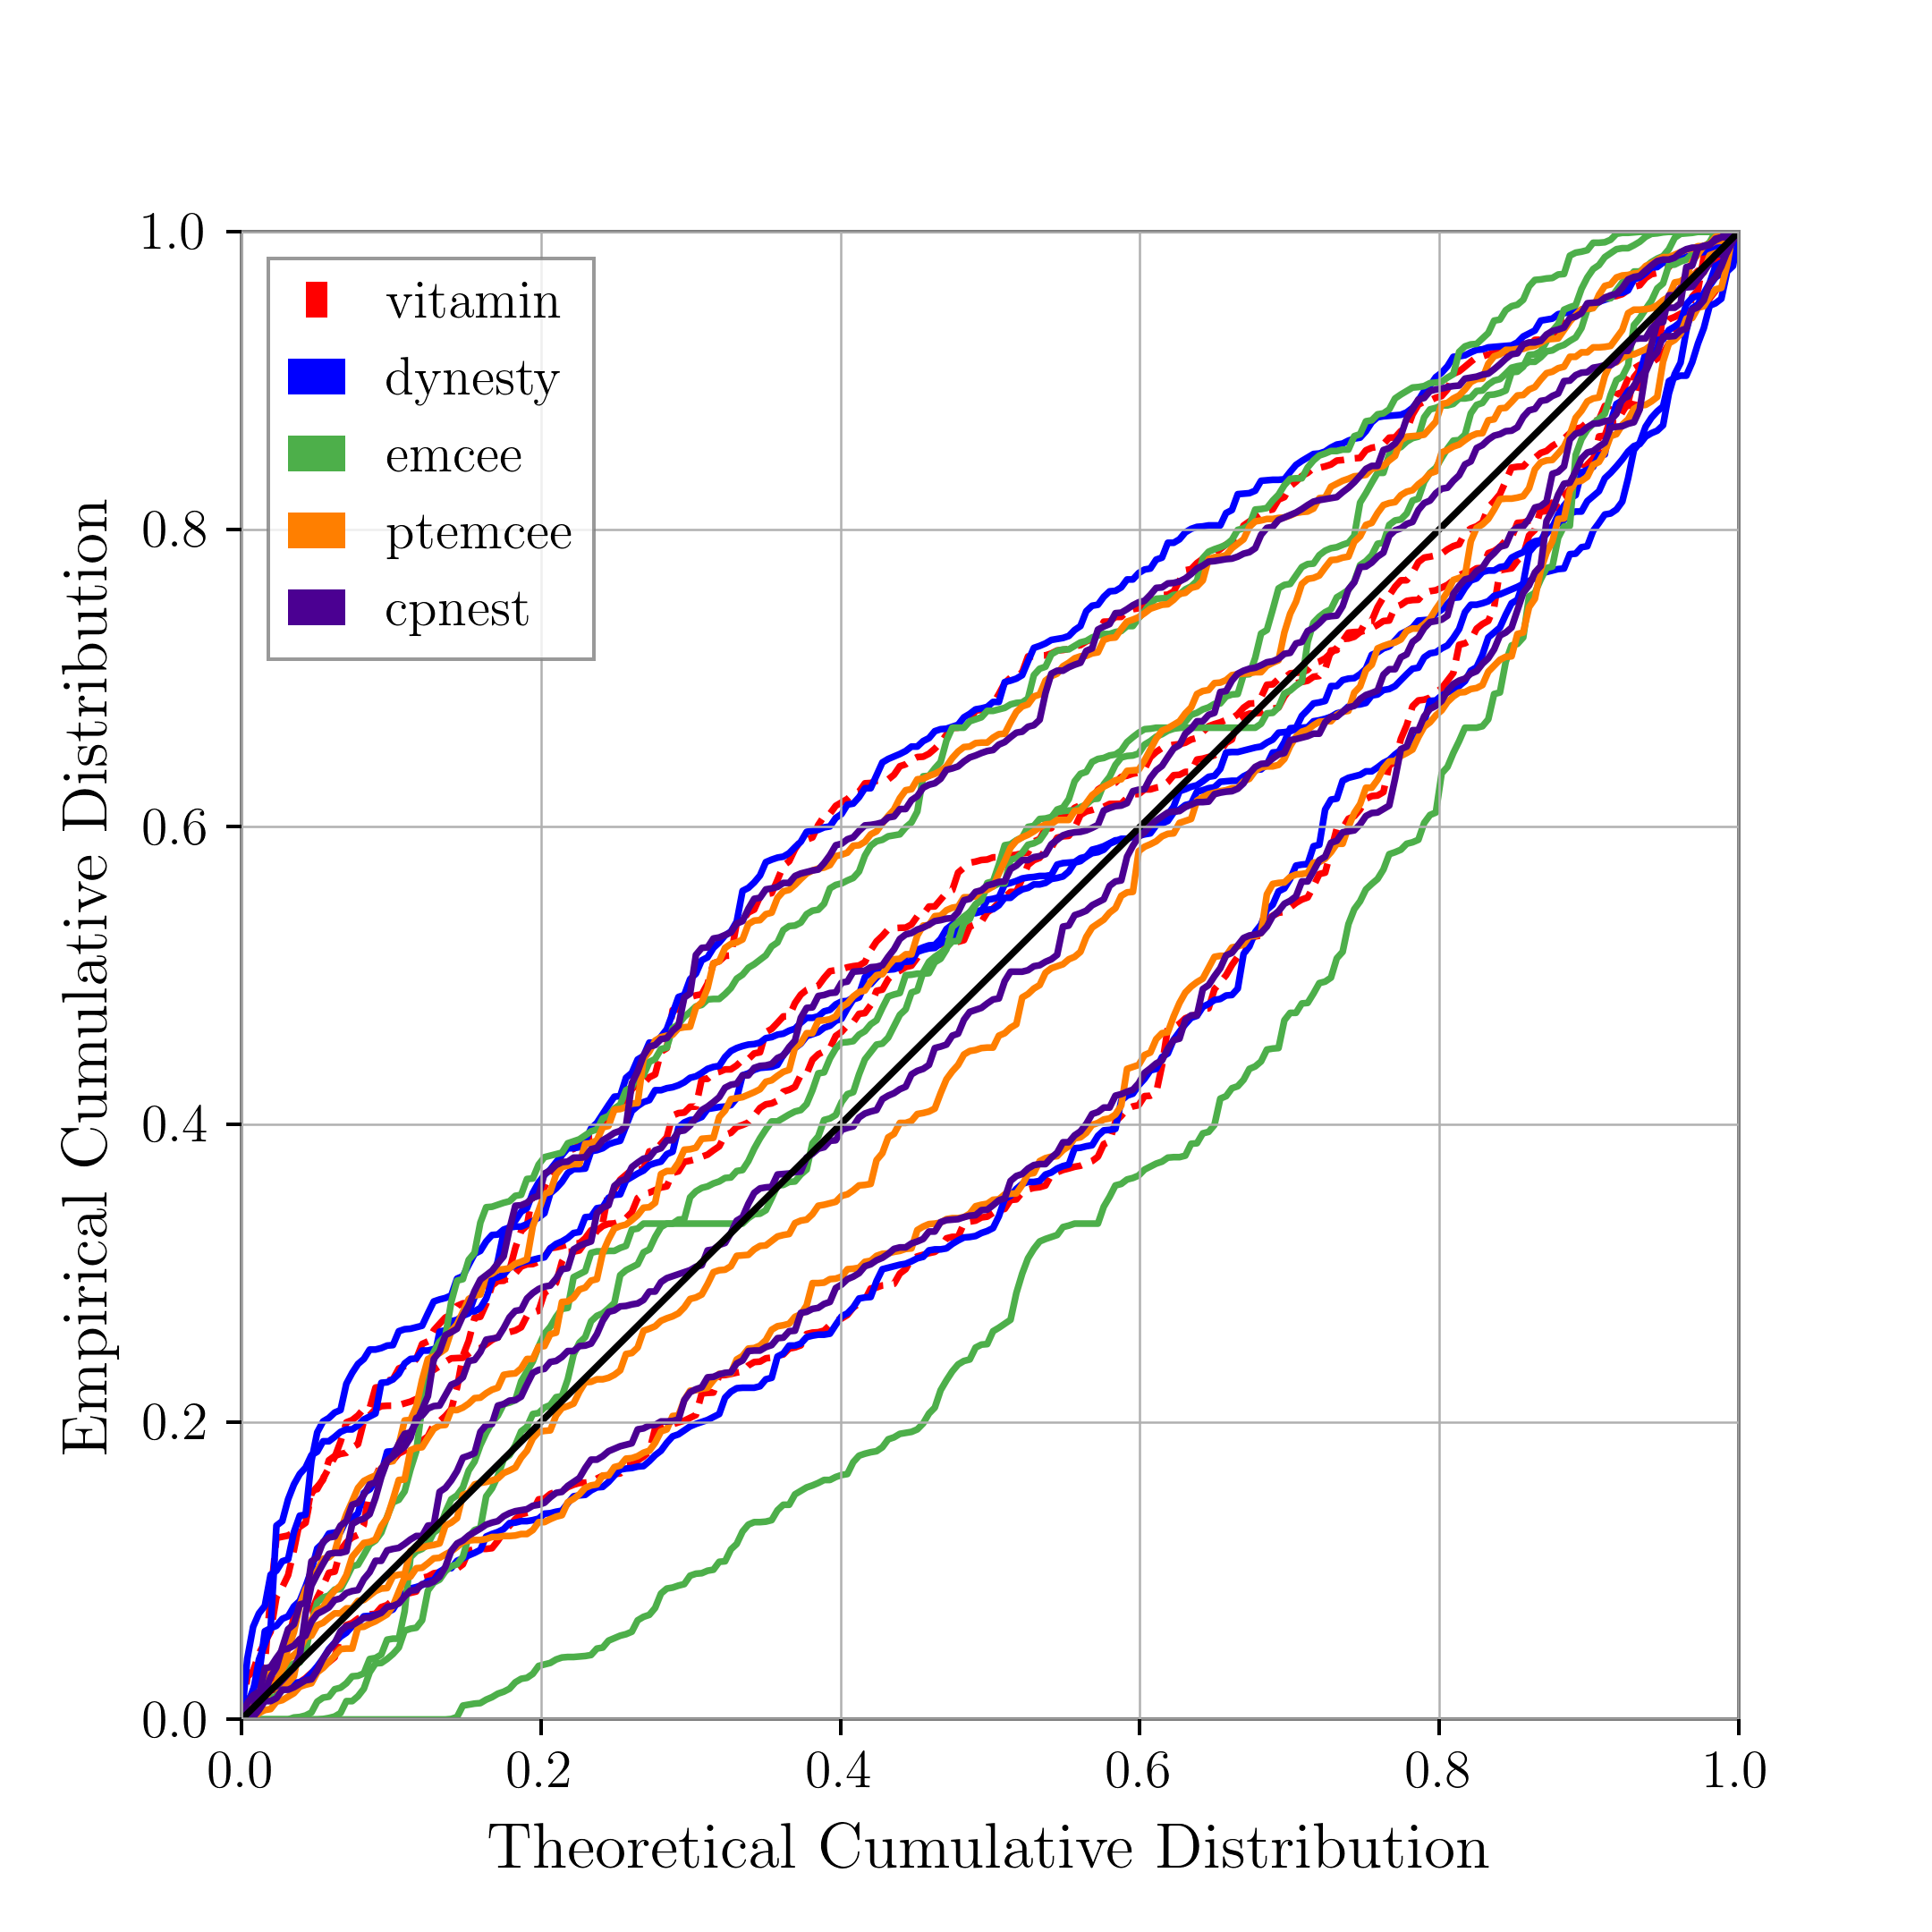 1.0
0.8
0.6
0.4
0.2
0.0
Empirical Cumulative Distribution
vitamin
dynesty
emcee
ptemcee
cpnest
0.0 0.2 0.4 0.6 0.8 1.0
Theoretical Cumulative Distribution